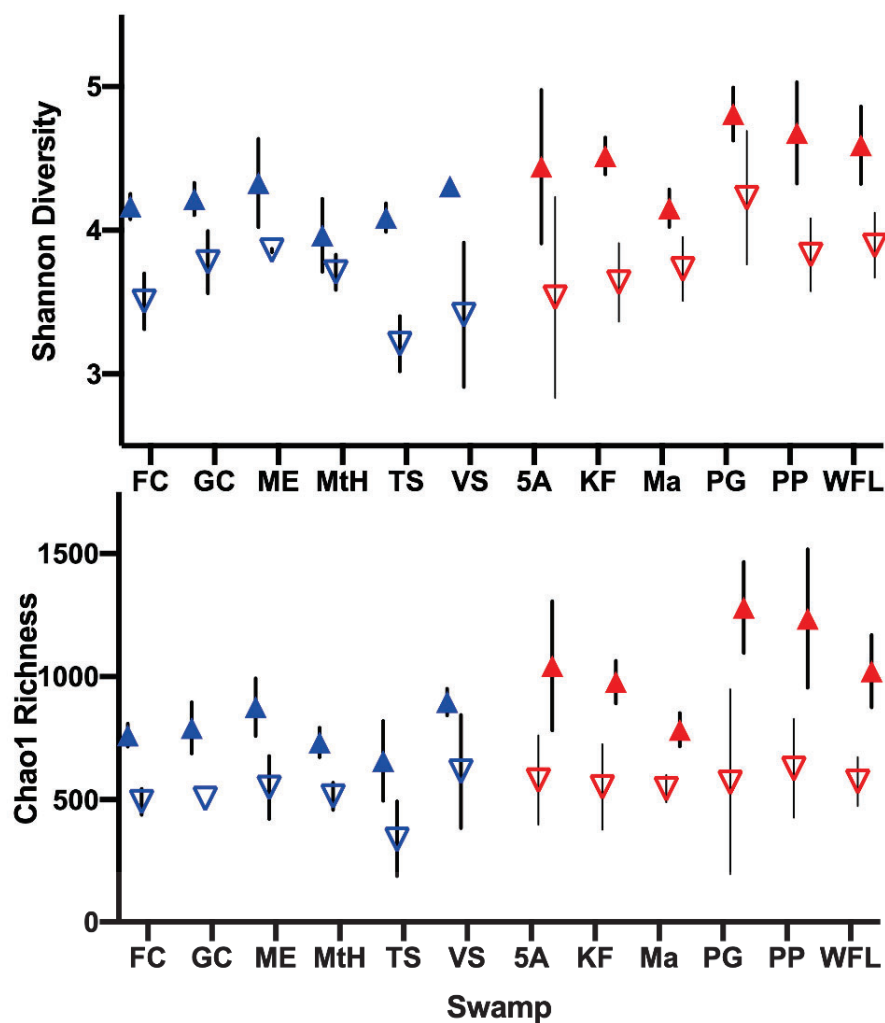 Shannon Diversity
5
4
3
FC GC ME MtH TS VS 5A KF Ma PG PP WFL
Chao1 Richness
1500
1000
500
0
FC GC ME MtH TS VS 5A KF Ma PG PP WFL
Swamp